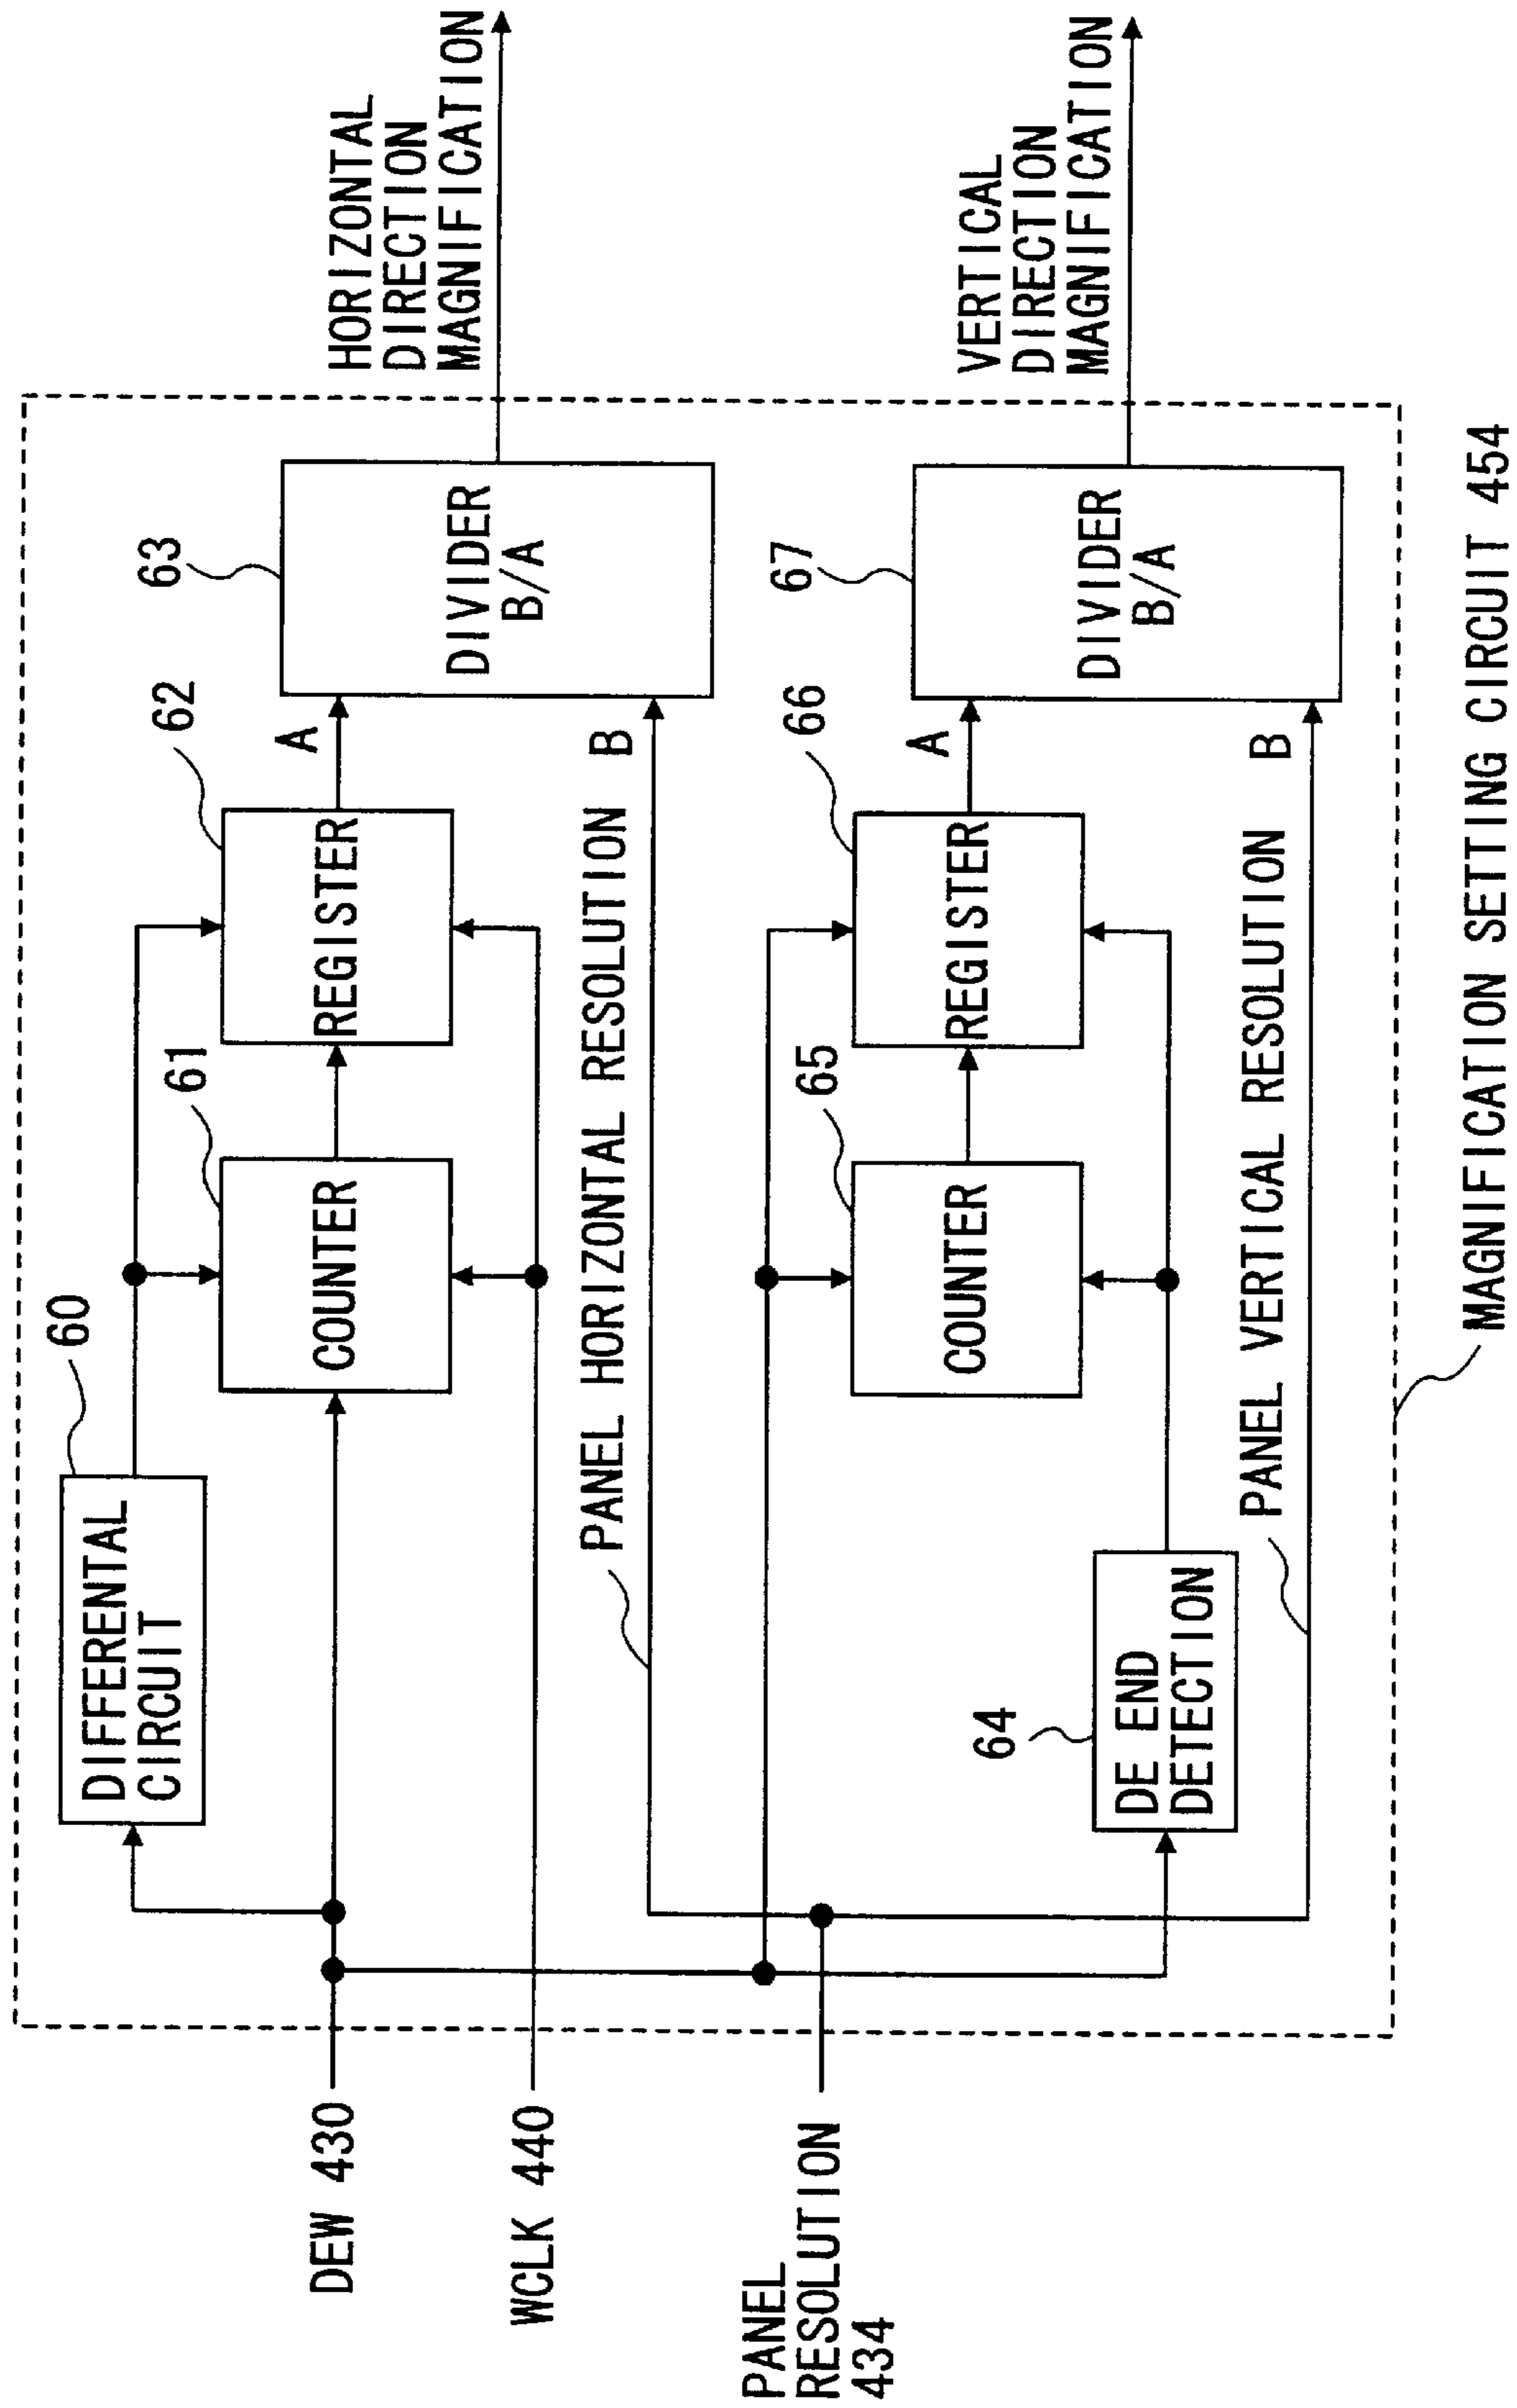 HORIZONTAL
DIRECTION
MAGNIFICATION
VERTICAL
DIRECTION
MAGNIFICATION
63
DIVIDER
B/A
67
DIVIDER
B/A
62
A
B
66
A
B
REGISTER
REGISTER
61
65
COUNTER
COUNTER
PANEL HORIZONTAL RESOLUTION
PANEL VERTICAL RESOLUTION
60
DIFFERENTAL
CIRCUIT
64
DE END
DETECTION
DEW 430
WCLK 440
PANEL
RESOLUTION
434
MAGNIFICATION SETTING CIRCUIT 454